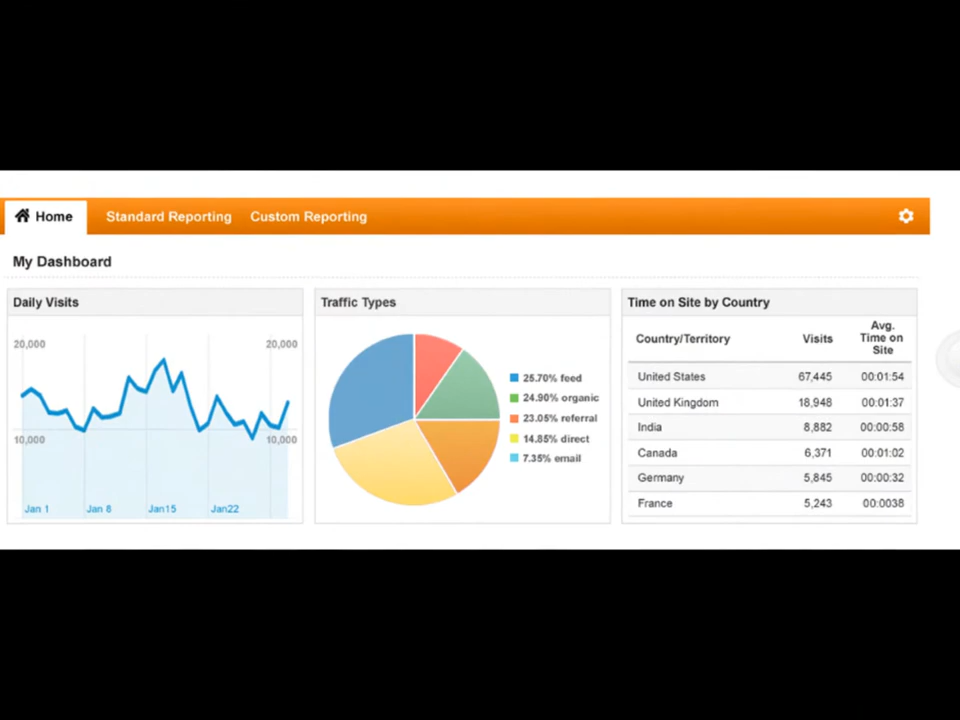 Home Standard Reporting Custom Reporting
My Dashboard
Daily Visits
20,000 20,000
10,000 10,000
Jan 1 Jan 8 Jan15 Jan22
Traffic Types
25.70% feed
24.90% organic
23.05% referral
14.85% direct
7.35% email
Time on Site by Country
Country/Territory Visits Avg. Time on Site
United States 67,445 00:01:54
United Kingdom 18,948 00:01:37
India 8,882 00:00:58
Canada 6,371 00:01:02
Germany 5,845 00:00:32
France 5,243 00:0038